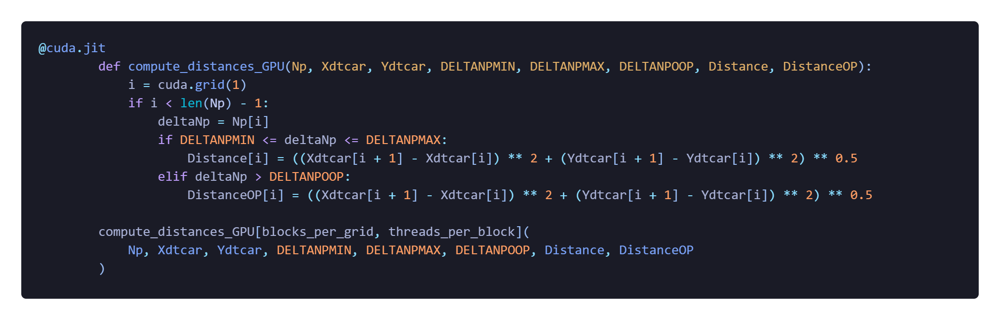 @cuda.jit
def compute_distances_GPU(Np, Xdtcar, Ydtcar, DELTANPMIN, DELTANPMAX, DELTANPOOP, Distance, DistanceOP):
i = cuda.grid(1)
if i < len(Np) - 1:
deltaNp = Np[i]
if DELTANPMIN <= deltaNp <= DELTANPMAX:
Distance[i] = ((Xdtcar[i + 1] - Xdtcar[i]) ** 2 + (Ydtcar[i + 1] - Ydtcar[i]) ** 2) ** 0.5
elif deltaNp > DELTANPOOP:
DistanceOP[i] = ((Xdtcar[i + 1] - Xdtcar[i]) ** 2 + (Ydtcar[i + 1] - Ydtcar[i]) ** 2) ** 0.5
compute_distances_GPU[blocks_per_grid, threads_per_block](
Np, Xdtcar, Ydtcar, DELTANPMIN, DELTANPMAX, DELTANPOOP, Distance, DistanceOP
)